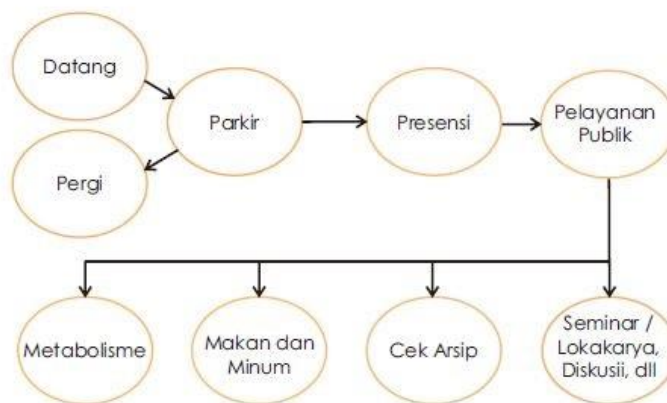 Datang
Parkir
Presensi
Pelayanan
Publik
Pergi
Metabolisme
Makan dan
Minum
Cek Arsip
Seminar /
Lokakarya,
Diskusii, dll